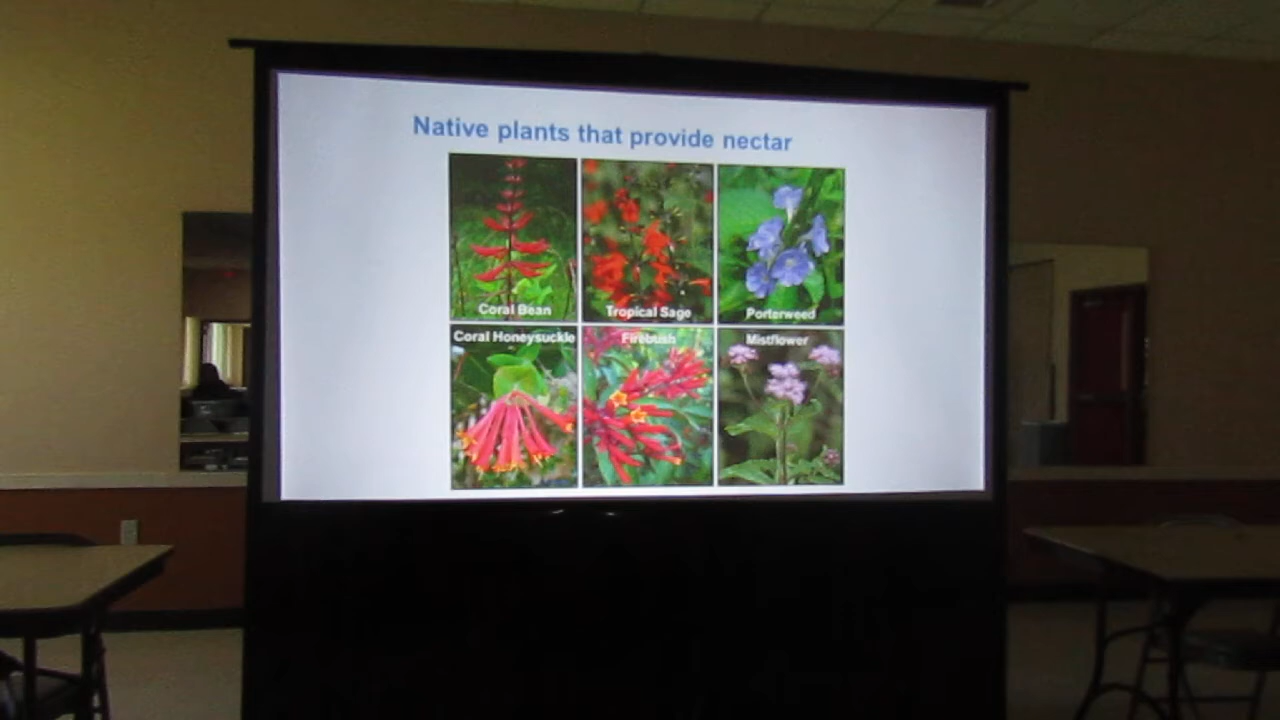 Native plants that provide nectar
Coral Bean
Tropical Sage
Porterweed
Coral Honeysuckle
Firebush
Mistflower